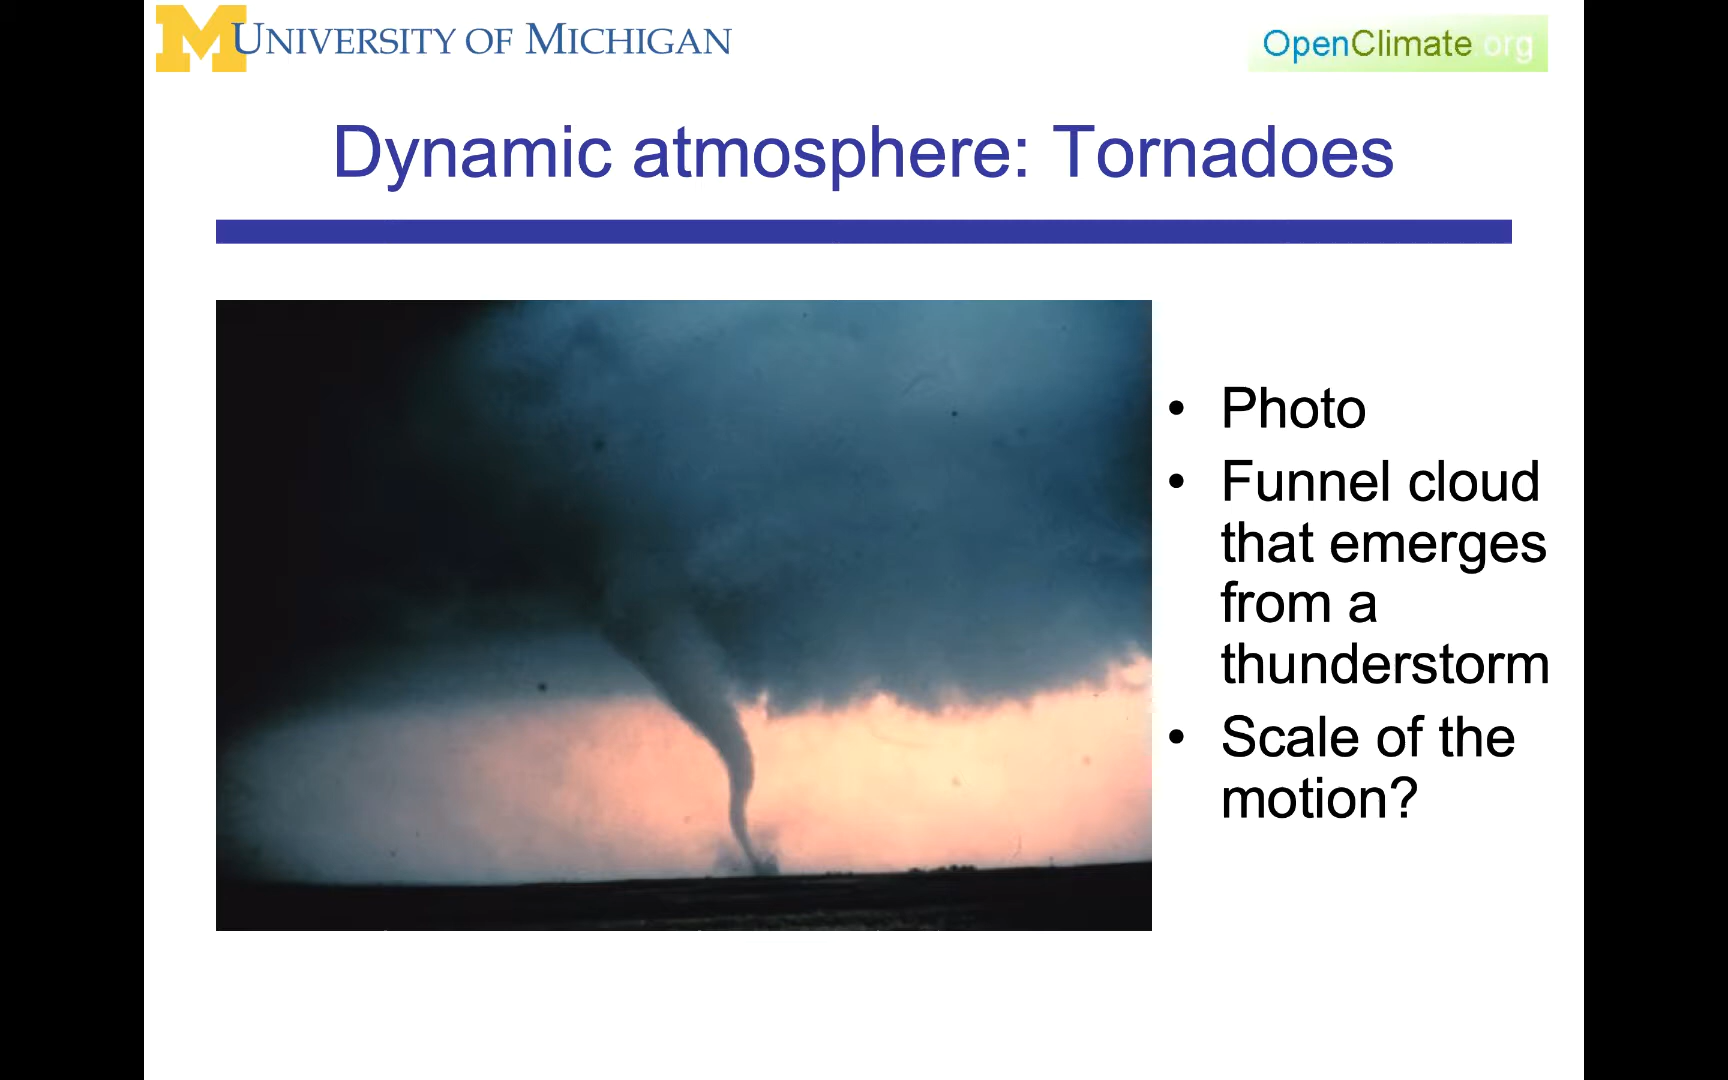 M UNIVERSITY OF MICHIGAN
OpenClimate.org
Dynamic atmosphere: Tornadoes
• Photo
• Funnel cloud
that emerges
from a
thunderstorm
• Scale of the
motion?